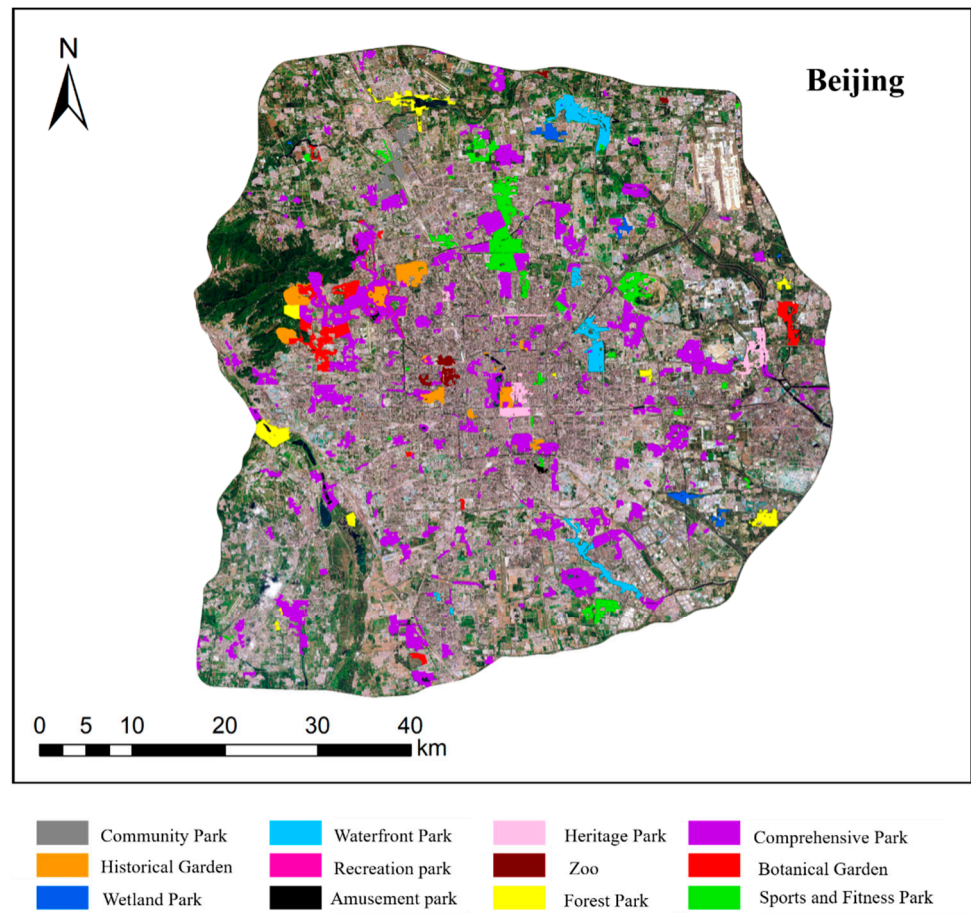 N
Beijing
0 5 10 20 30 40
km
Community Park Waterfront Park Heritage Park Comprehensive Park
Historical Garden Recreation park Zoo Botanical Garden
Wetland Park Amusement park Forest Park Sports and Fitness Park